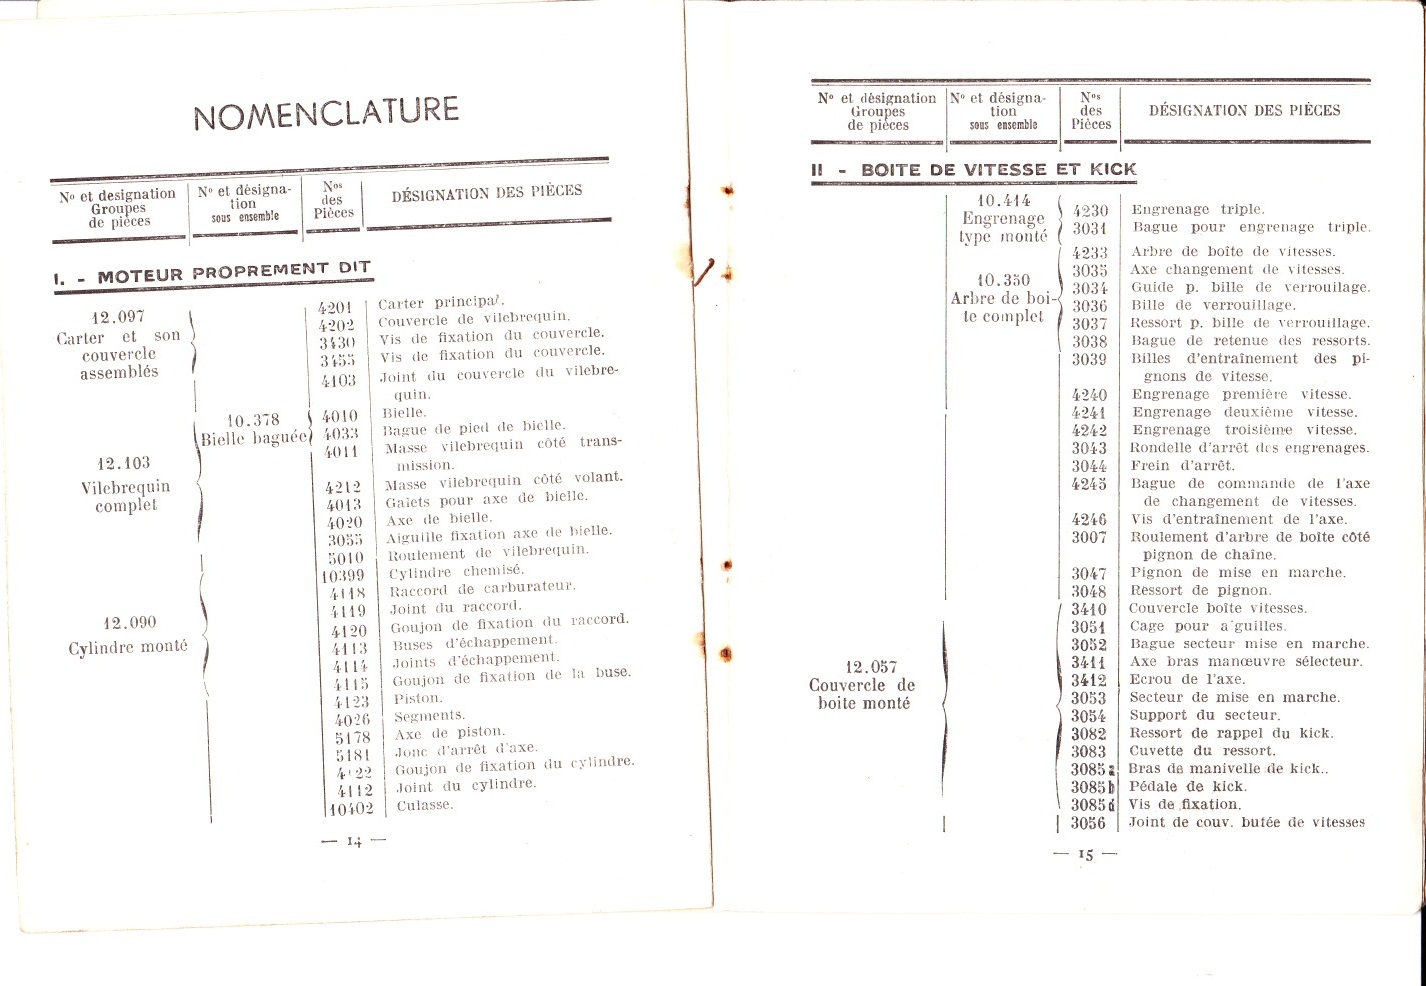 NOMENCLATURE
Nº et designation
Groupes
de pièces
Nº et désigna-
tion
sous ensemble
Nos
des
Pièces
DÉSIGNATION DES PIÈCES
I. - MOTEUR PROPREMENT DIT
12.097
Carter et son
couvercle
assemblés
4201 Carter principal.
4202 Couvercle de vilebrequin.
3430 Vis de fixation du couvercle.
3455 Vis de fixation du couvercle.
4103 Joint du couvercle du vilebre-
quin.
10.378
Bielle baguée
4010 Bielle.
4033 Bague de pied de bielle.
12.103
Vilebrequin
complet
4011 Masse vilebrequin côté trans-
mission.
4212 Masse vilebrequin côté volant.
4013 Galets pour axe de bielle.
4020 Axe de bielle.
3055 Aiguille fixation axe de bielle.
5010 Roulement de vilebrequin.
12.090
Cylindre monté
10399 Cylindre chemisé.
4118 Raccord de carburateur.
4119 Joint du raccord.
4120 Goujon de fixation du raccord.
4113 Buses d'échappement.
4114 Joints d'échappement.
4115 Goujon de fixation de la buse.
4123 Piston.
4026 Segments.
5178 Axe de piston.
5181 Jonc d'arrêt d'axe.
4122 Goujon de fixation du cylindre.
4112 Joint du cylindre.
10402 Culasse.
— 14 —
Nº et désignation
Groupes
de pièces
Nº et désigna-
tion
sous ensemble
Nos
des
Pièces
DÉSIGNATION DES PIÈCES
II - BOITE DE VITESSE ET KICK
10.414
Engrenage
type monté
4230 Engrenage triple.
3031 Bague pour engrenage triple.
10.350
Arbre de boi-
te complet
4233 Arbre de boîte de vitesses.
3035 Axe changement de vitesses.
3034 Guide p. bille de verrouilage.
3036 Bille de verrouillage.
3037 Ressort p. bille de verrouillage.
3038 Bague de retenue des ressorts.
3039 Billes d'entraînement des pi-
gnons de vitesse.
4240 Engrenage première vitesse.
4241 Engrenage deuxième vitesse.
4242 Engrenage troisième vitesse.
3043 Rondelle d'arrêt des engrenages.
3044 Frein d'arrêt.
4245 Bague de commande de l'axe
de changement de vitesses.
4246 Vis d'entraînement de l'axe.
3007 Roulement d'arbre de boîte côté
pignon de chaîne.
3047 Pignon de mise en marche.
3048 Ressort de pignon.
12.057
Couvercle de
boite monté
3410 Couvercle boîte vitesses.
3051 Cage pour aiguilles.
3052 Bague secteur mise en marche.
3411 Axe bras manœuvre sélecteur.
3412 Ecrou de l'axe.
3053 Secteur de mise en marche.
3054 Support du secteur.
3082 Ressort de rappel du kick.
3083 Cuvette du ressort.
3085 a Bras de manivelle de kick..
3085 b Pédale de kick.
3085 d Vis de fixation.
3056 Joint de couv. butée de vitesses
— 15 —